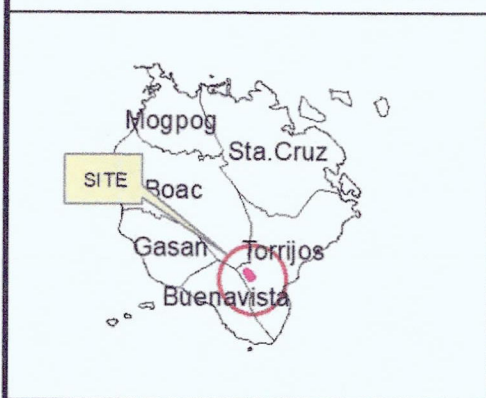 Mogpog
Sta.Cruz
SITE
Boac
Gasan
Torrijos
Buenavista